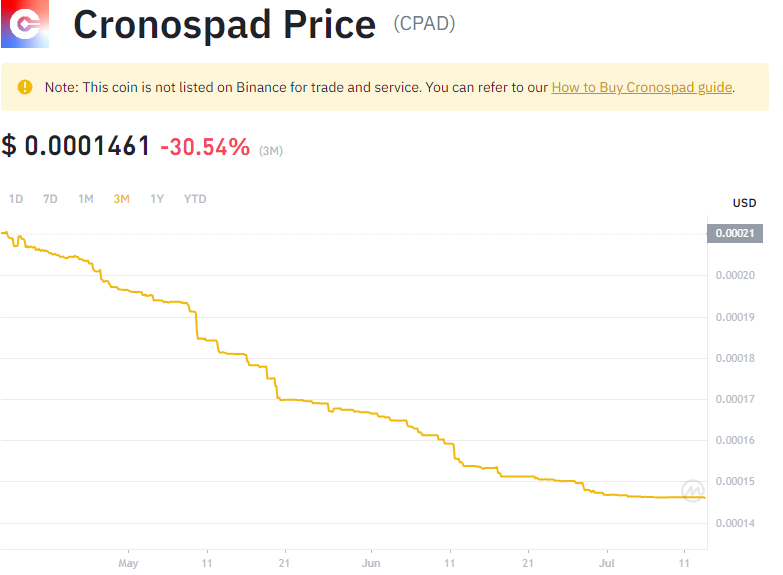 Cronospad Price (CPAD)
Note: This coin is not listed on Binance for trade and service. You can refer to our How to Buy Cronospad guide.
$ 0.0001461 -30.54% (3M)
1D 7D 1M 3M 1Y YTD
USD
0.00021
0.00020
0.00019
0.00018
0.00017
0.00016
0.00015
0.00014
May 11 21 Jun 11 21 Jul 11